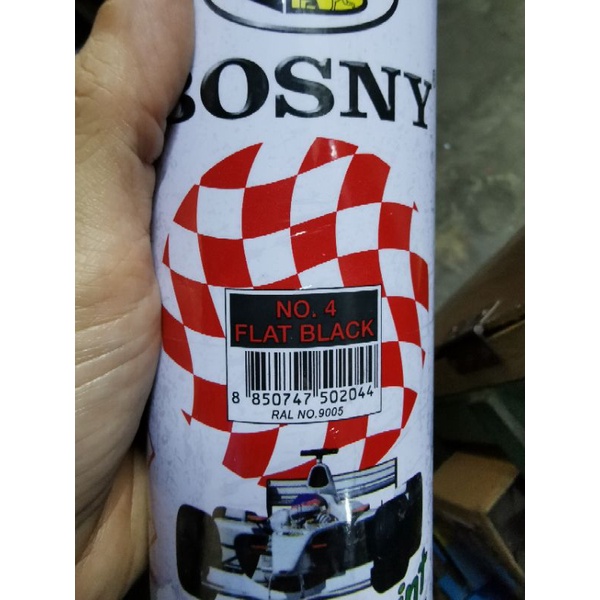 BOSNY
NO. 4
FLAT BLACK
8 850747 502044
RAL NO.9005